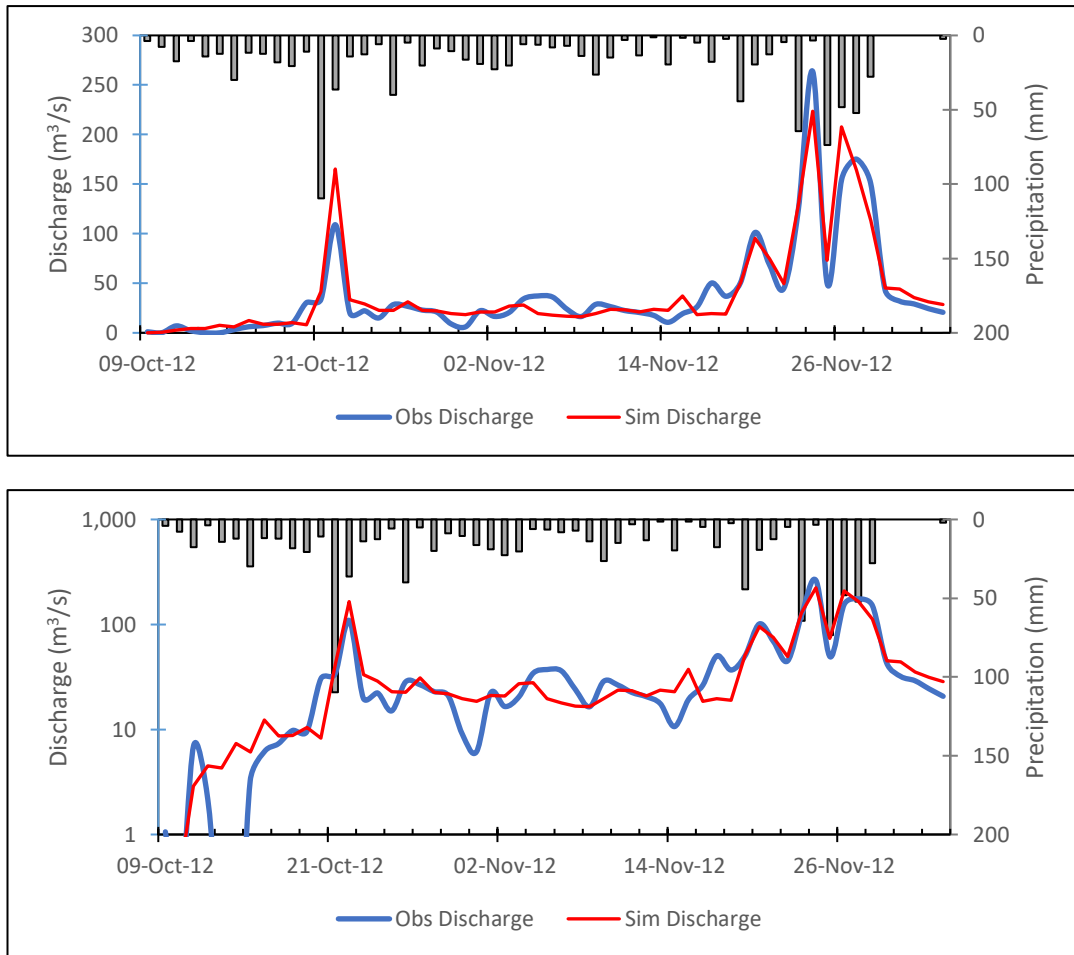 300
250
200
150
100
50
0
Discharge (m³/s)
0
50
100
150
200
Precipitation (mm)
09-Oct-12 21-Oct-12 02-Nov-12 14-Nov-12 26-Nov-12
Obs Discharge Sim Discharge
1,000
100
10
1
Discharge (m³/s)
0
50
100
150
200
Precipitation (mm)
09-Oct-12 21-Oct-12 02-Nov-12 14-Nov-12 26-Nov-12
Obs Discharge Sim Discharge